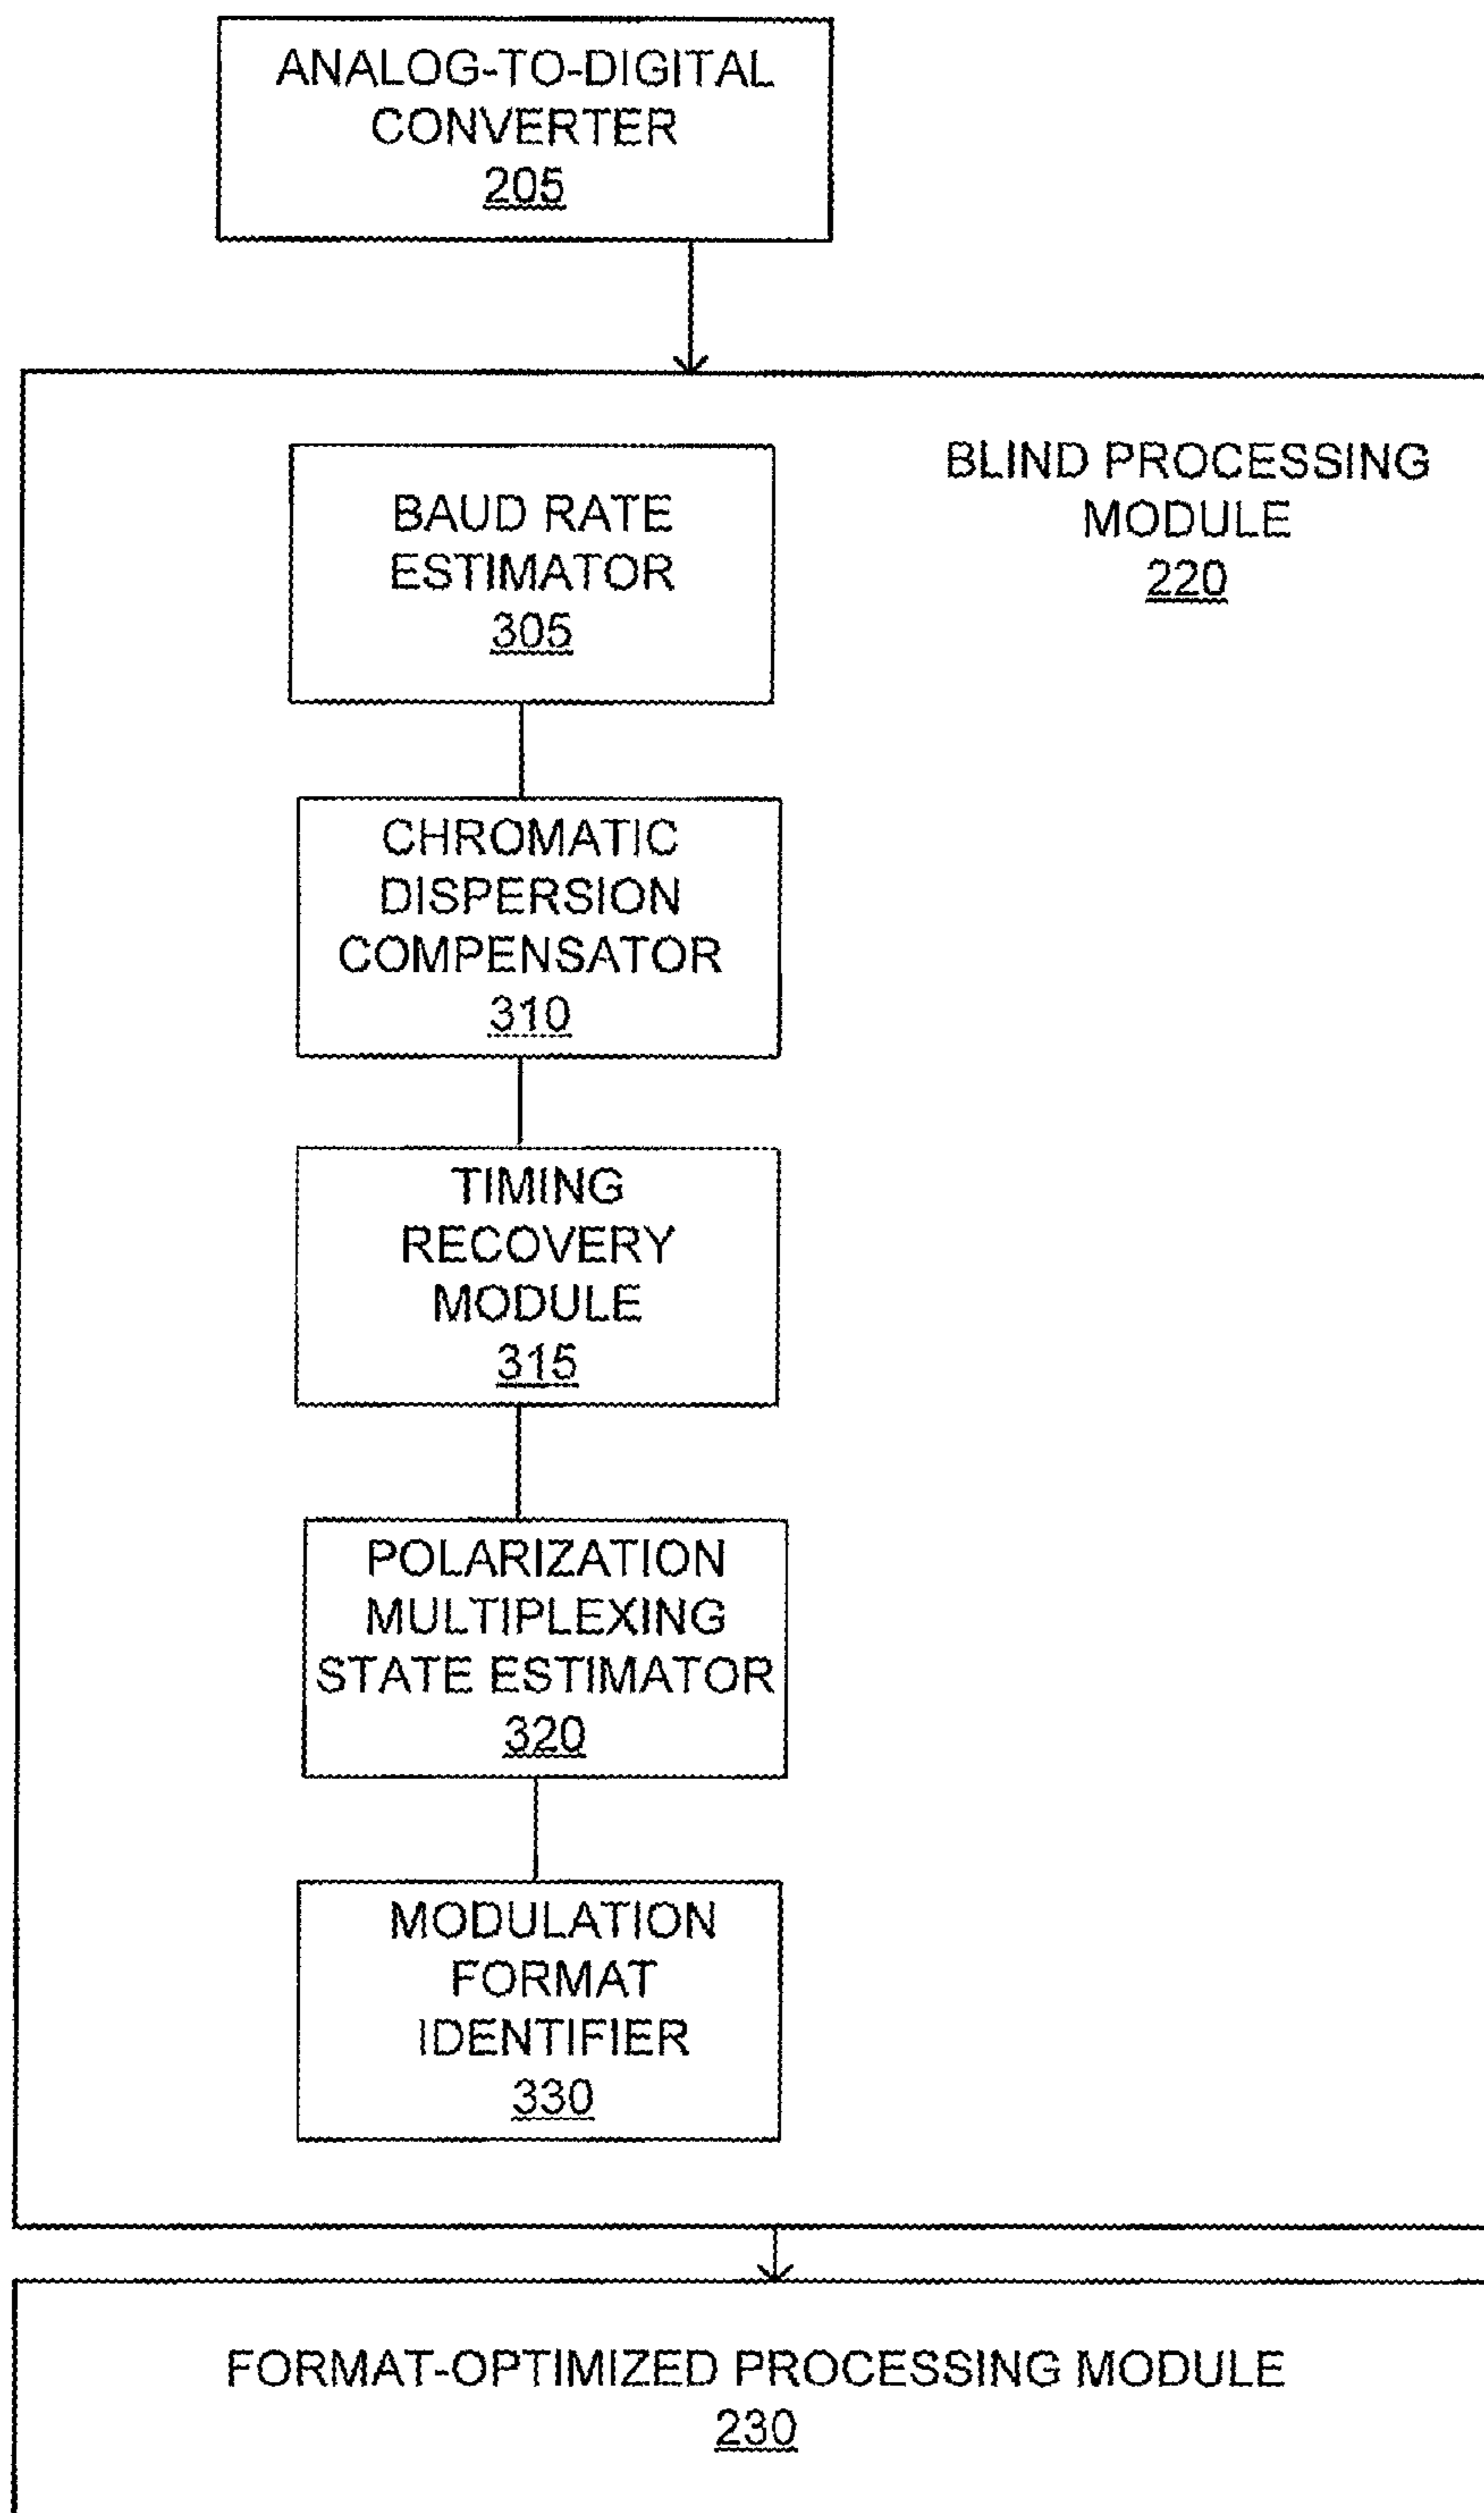 ANALOG-TO-DIGITAL
CONVERTER
205
BLIND PROCESSING
MODULE
220
BAUD RATE
ESTIMATOR
305
CHROMATIC
DISPERSION
COMPENSATOR
310
TIMING
RECOVERY
MODULE
315
POLARIZATION
MULTIPLEXING
STATE ESTIMATOR
320
MODULATION
FORMAT
IDENTIFIER
330
FORMAT-OPTIMIZED PROCESSING MODULE
230